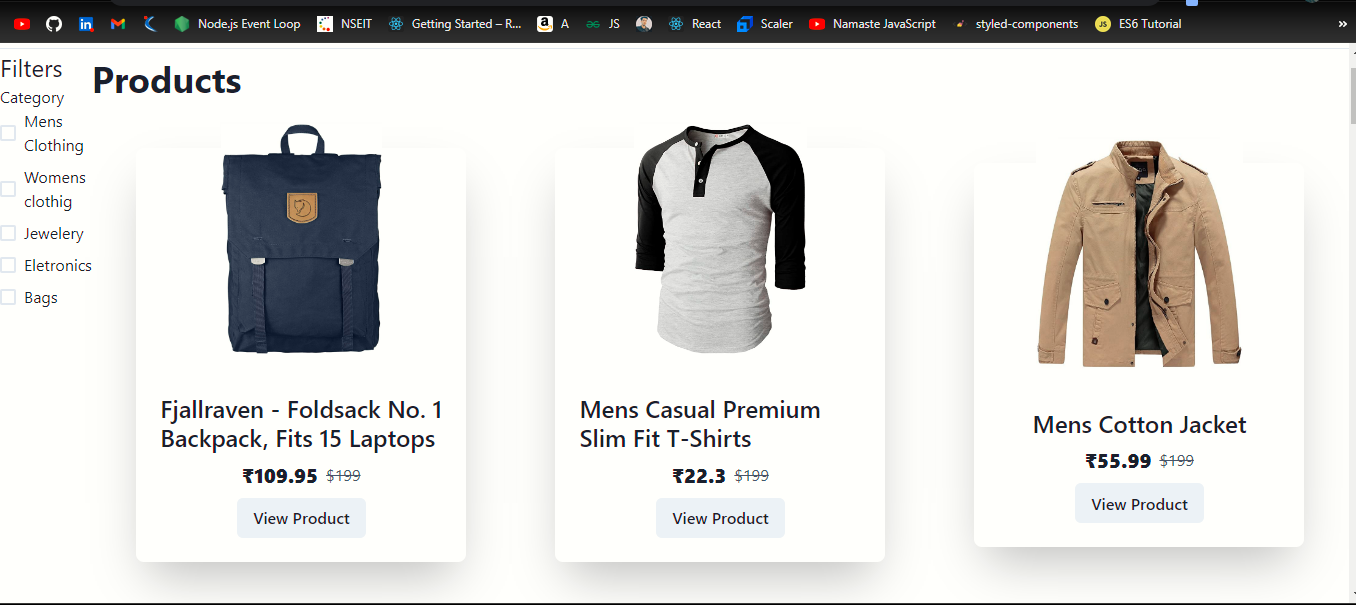 Node.js Event Loop
NSEIT
Getting Started – R...
a
A
JS
React
Scaler
Namaste JavaScript
styled-components
JS
ES6 Tutorial
»
Filters
Category
Mens
Clothing
Womens
clothig
Jewelery
Eletronics
Bags
Products
Fjallraven - Foldsack No. 1
Backpack, Fits 15 Laptops
₹109.95 $199
View Product
Mens Casual Premium
Slim Fit T-Shirts
₹22.3 $199
View Product
Mens Cotton Jacket
₹55.99 $199
View Product